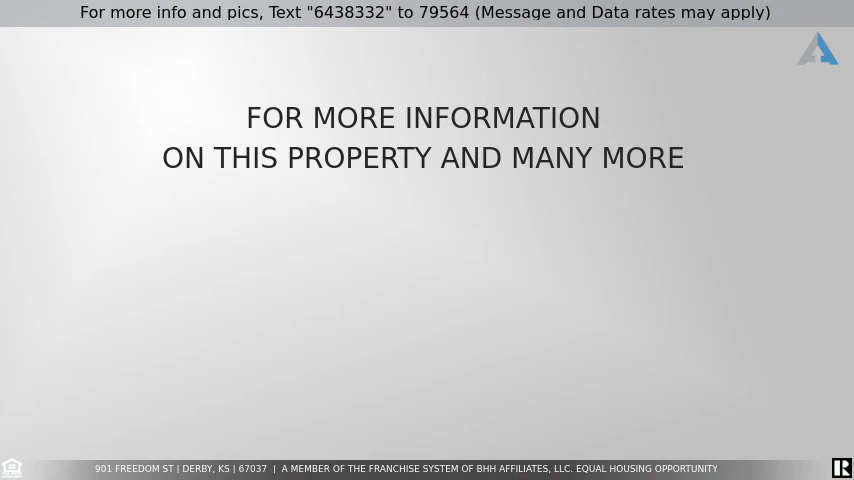 For more info and pics, Text "6438332" to 79564 (Message and Data rates may apply)
FOR MORE INFORMATION
ON THIS PROPERTY AND MANY MORE
901 FREEDOM ST | DERBY, KS | 67037 | A MEMBER OF THE FRANCHISE SYSTEM OF BHH AFFILIATES, LLC. EQUAL HOUSING OPPORTUNITY